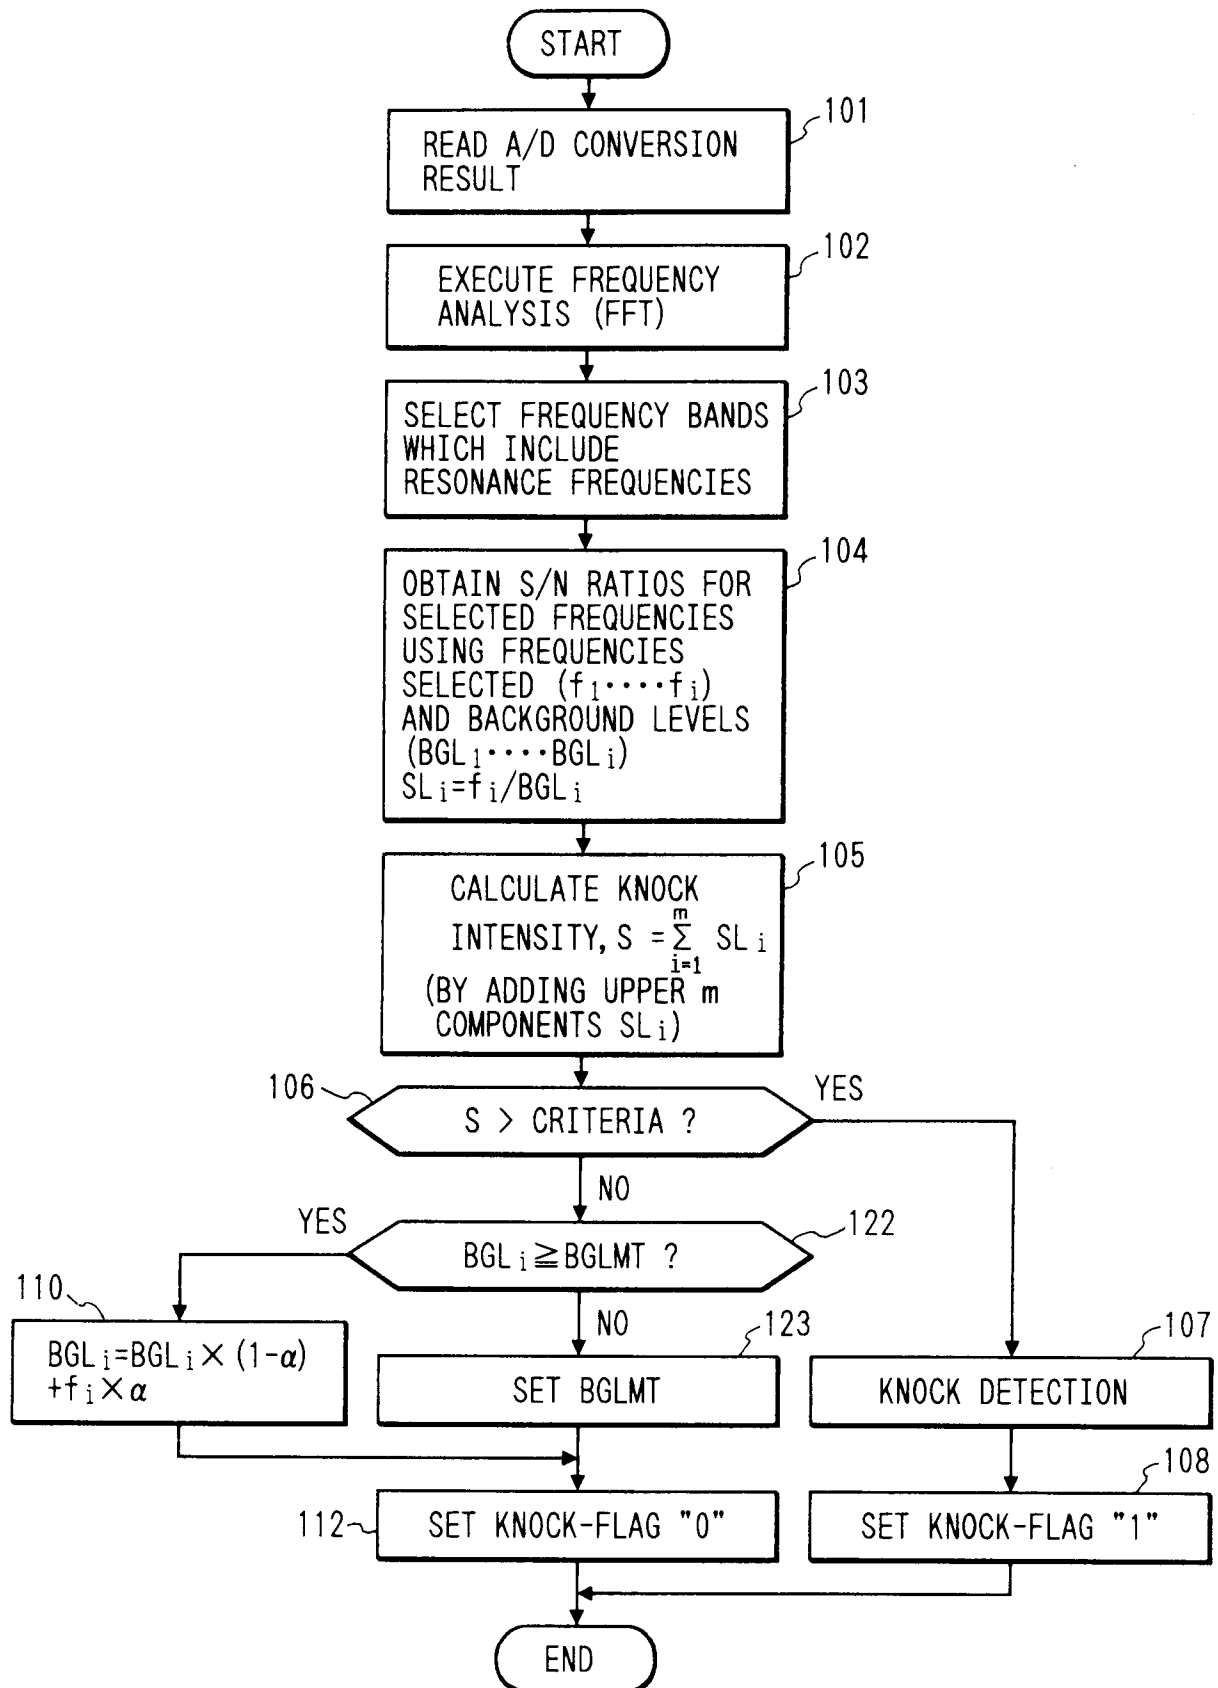 START
101
READ A/D CONVERSION
RESULT
102
EXECUTE FREQUENCY
ANALYSIS (FFT)
103
SELECT FREQUENCY BANDS
WHICH INCLUDE
RESONANCE FREQUENCIES
104
OBTAIN S/N RATIOS FOR
SELECTED FREQUENCIES
USING FREQUENCIES
SELECTED (f₁····fᵢ)
AND BACKGROUND LEVELS
(BGL₁····BGLᵢ)
SLᵢ=fᵢ/BGLᵢ
105
CALCULATE KNOCK
INTENSITY, S = m∑i=1 SLᵢ
(BY ADDING UPPER m
COMPONENTS SLᵢ)
106
S > CRITERIA ?
YES
NO
122
BGLᵢ≧BGLMT ?
YES
NO
110
BGLᵢ=BGLᵢ×(1-α)
+fᵢ×α
123
SET BGLMT
107
KNOCK DETECTION
112
SET KNOCK-FLAG "0"
108
SET KNOCK-FLAG "1"
END